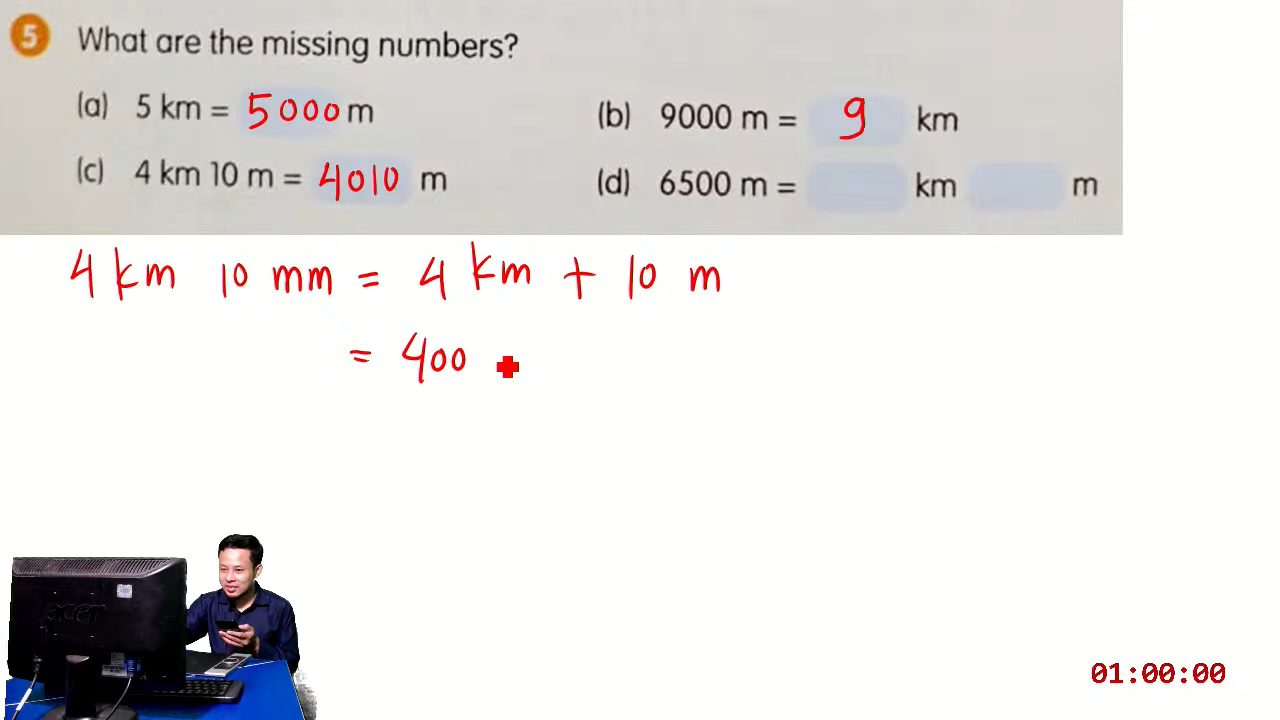 5 What are the missing numbers?
(a) 5 km = 5000 m (b) 9000 m = 9 km
(c) 4 km 10 m = 4010 m (d) 6500 m = km m
4 km 10 mm = 4 km + 10 m
= 400
acer
01:00:00